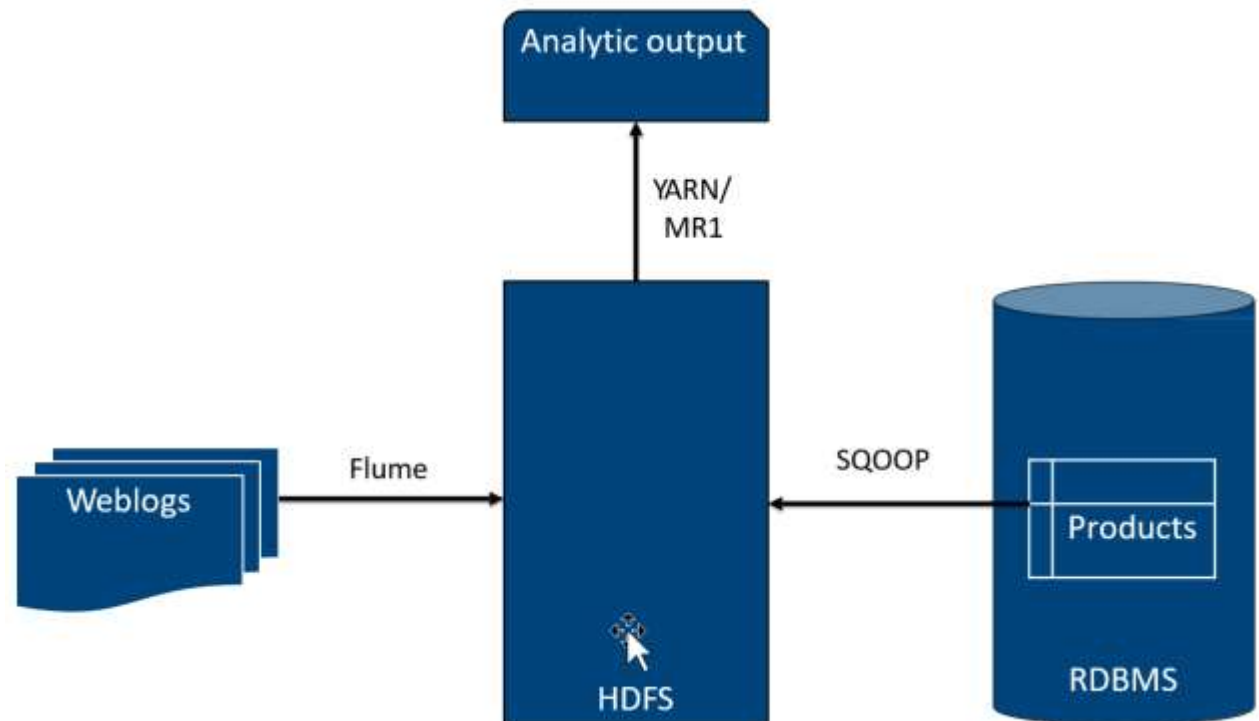 Analytic output
YARN/
MR1
Flume
SQOOP
Weblogs
Products
RDBMS
HDFS